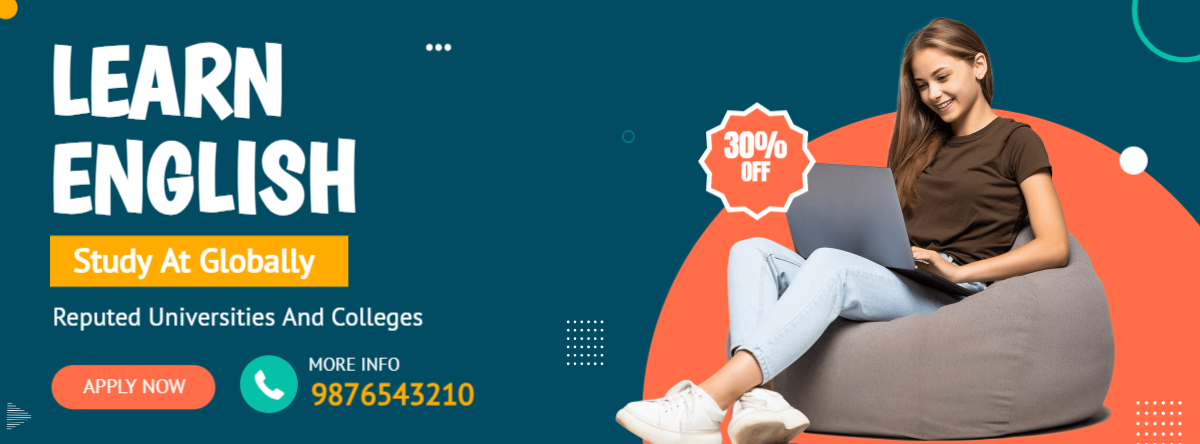 LEARN
ENGLISH
Study At Globally
Reputed Universities And Colleges
APPLY NOW
MORE INFO
9876543210
30%
OFF